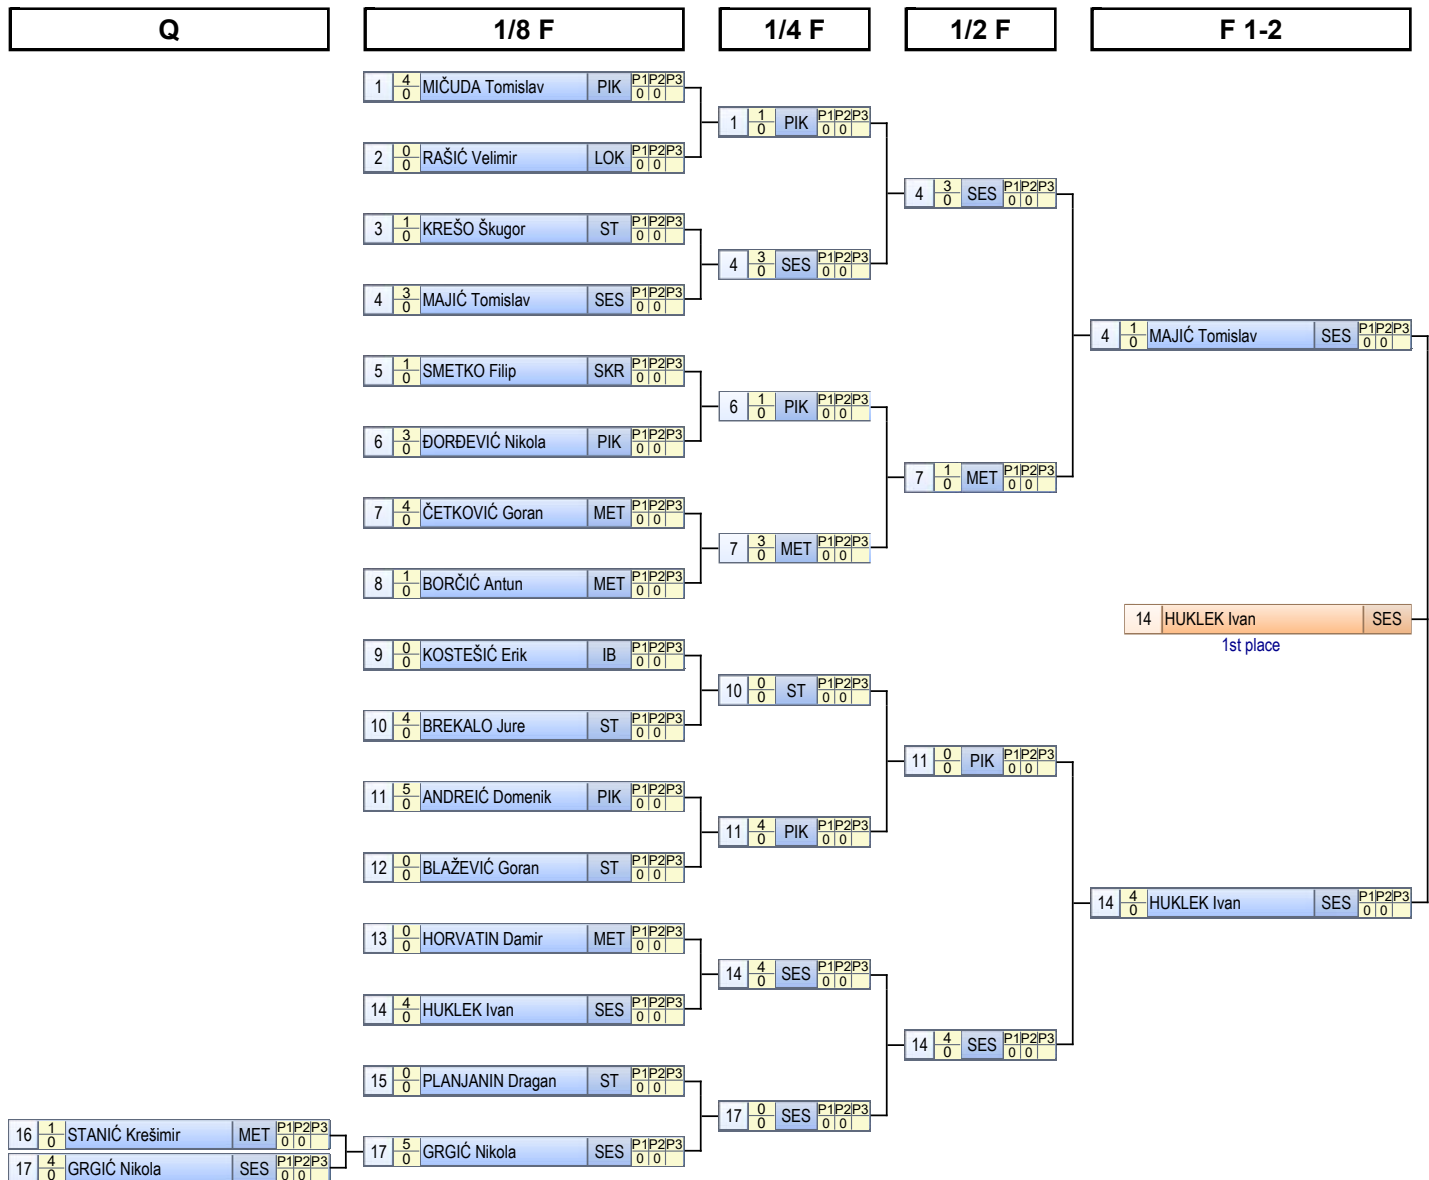 Q 1/8 F 1/4 F 1/2 F F 1-2
1 4 0 MIČUDA Tomislav PIK P1 P2 P3 0 0
1 1 0 PIK P1 P2 P3 0 0
2 0 0 RAŠIĆ Velimir LOK P1 P2 P3 0 0
4 3 0 SES P1 P2 P3 0 0
3 1 0 KREŠO Škugor ST P1 P2 P3 0 0
4 3 0 SES P1 P2 P3 0 0
4 3 0 MAJIĆ Tomislav SES P1 P2 P3 0 0
4 1 0 MAJIĆ Tomislav SES P1 P2 P3 0 0
5 1 0 SMETKO Filip SKR P1 P2 P3 0 0
6 1 0 PIK P1 P2 P3 0 0
6 3 0 ĐORĐEVIĆ Nikola PIK P1 P2 P3 0 0
7 1 0 MET P1 P2 P3 0 0
7 4 0 ČETKOVIĆ Goran MET P1 P2 P3 0 0
7 3 0 MET P1 P2 P3 0 0
8 1 0 BORČIĆ Antun MET P1 P2 P3 0 0
14 HUKLEK Ivan SES
1st place
9 0 0 KOSTEŠIĆ Erik IB P1 P2 P3 0 0
10 0 0 ST P1 P2 P3 0 0
10 4 0 BREKALO Jure ST P1 P2 P3 0 0
11 0 0 PIK P1 P2 P3 0 0
11 5 0 ANDREIĆ Domenik PIK P1 P2 P3 0 0
11 4 0 PIK P1 P2 P3 0 0
12 0 0 BLAŽEVIĆ Goran ST P1 P2 P3 0 0
14 4 0 HUKLEK Ivan SES P1 P2 P3 0 0
13 0 0 HORVATIN Damir MET P1 P2 P3 0 0
14 4 0 SES P1 P2 P3 0 0
14 4 0 HUKLEK Ivan SES P1 P2 P3 0 0
14 4 0 SES P1 P2 P3 0 0
15 0 0 PLANJANIN Dragan ST P1 P2 P3 0 0
17 0 0 SES P1 P2 P3 0 0
16 1 0 STANIĆ Krešimir MET P1 P2 P3 0 0
17 5 0 GRGIĆ Nikola SES P1 P2 P3 0 0
17 4 0 GRGIĆ Nikola SES P1 P2 P3 0 0